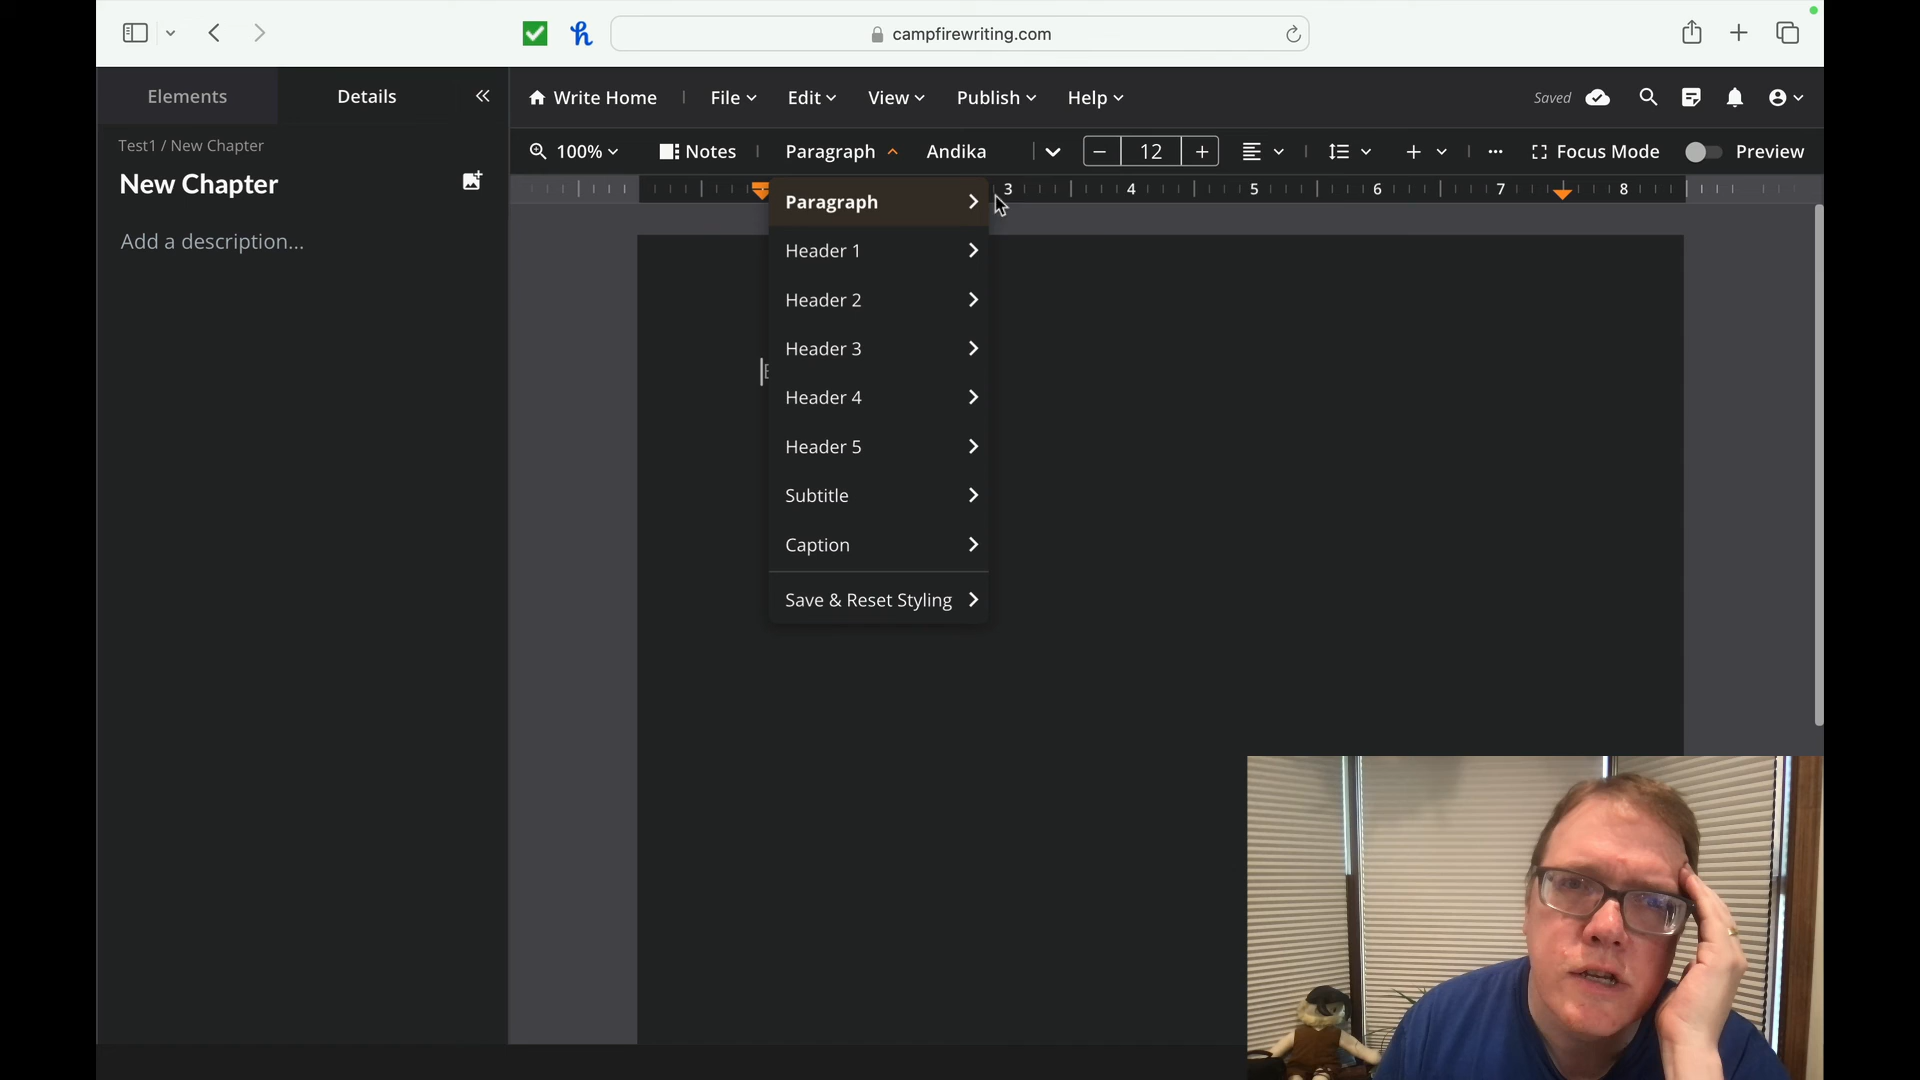 campfirewriting.com
Elements
Details
Write Home
File
Edit
View
Publish
Help
Saved
Test1 / New Chapter
New Chapter
Add a description...
100%
Notes
Paragraph
Andika
12
Focus Mode
Preview
3
4
5
6
7
8
Paragraph
Header 1
Header 2
Header 3
Header 4
Header 5
Subtitle
Caption
Save & Reset Styling